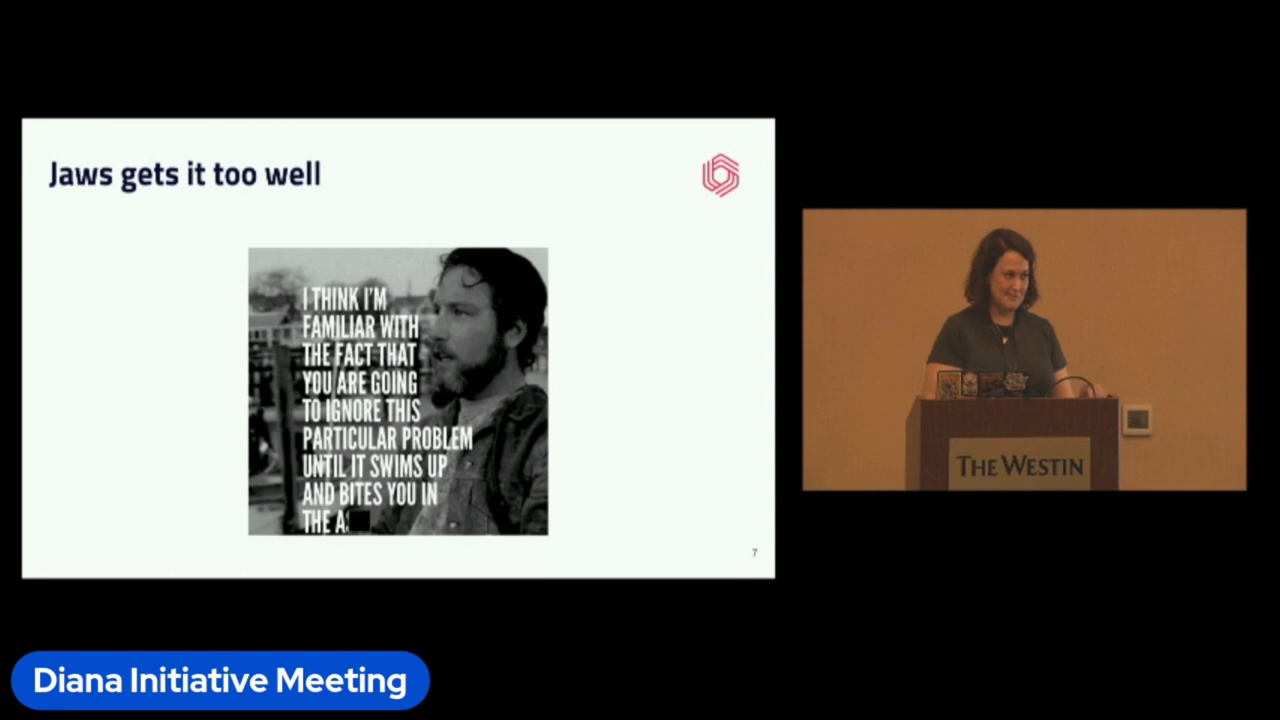 Jaws gets it too well
I THINK I'M
FAMILIAR WITH
THE FACT THAT
YOU ARE GOING
TO IGNORE THIS
PARTICULAR PROBLEM
UNTIL IT SWIMS UP
AND BITES YOU IN
THE A
7
THE WESTIN
Diana Initiative Meeting